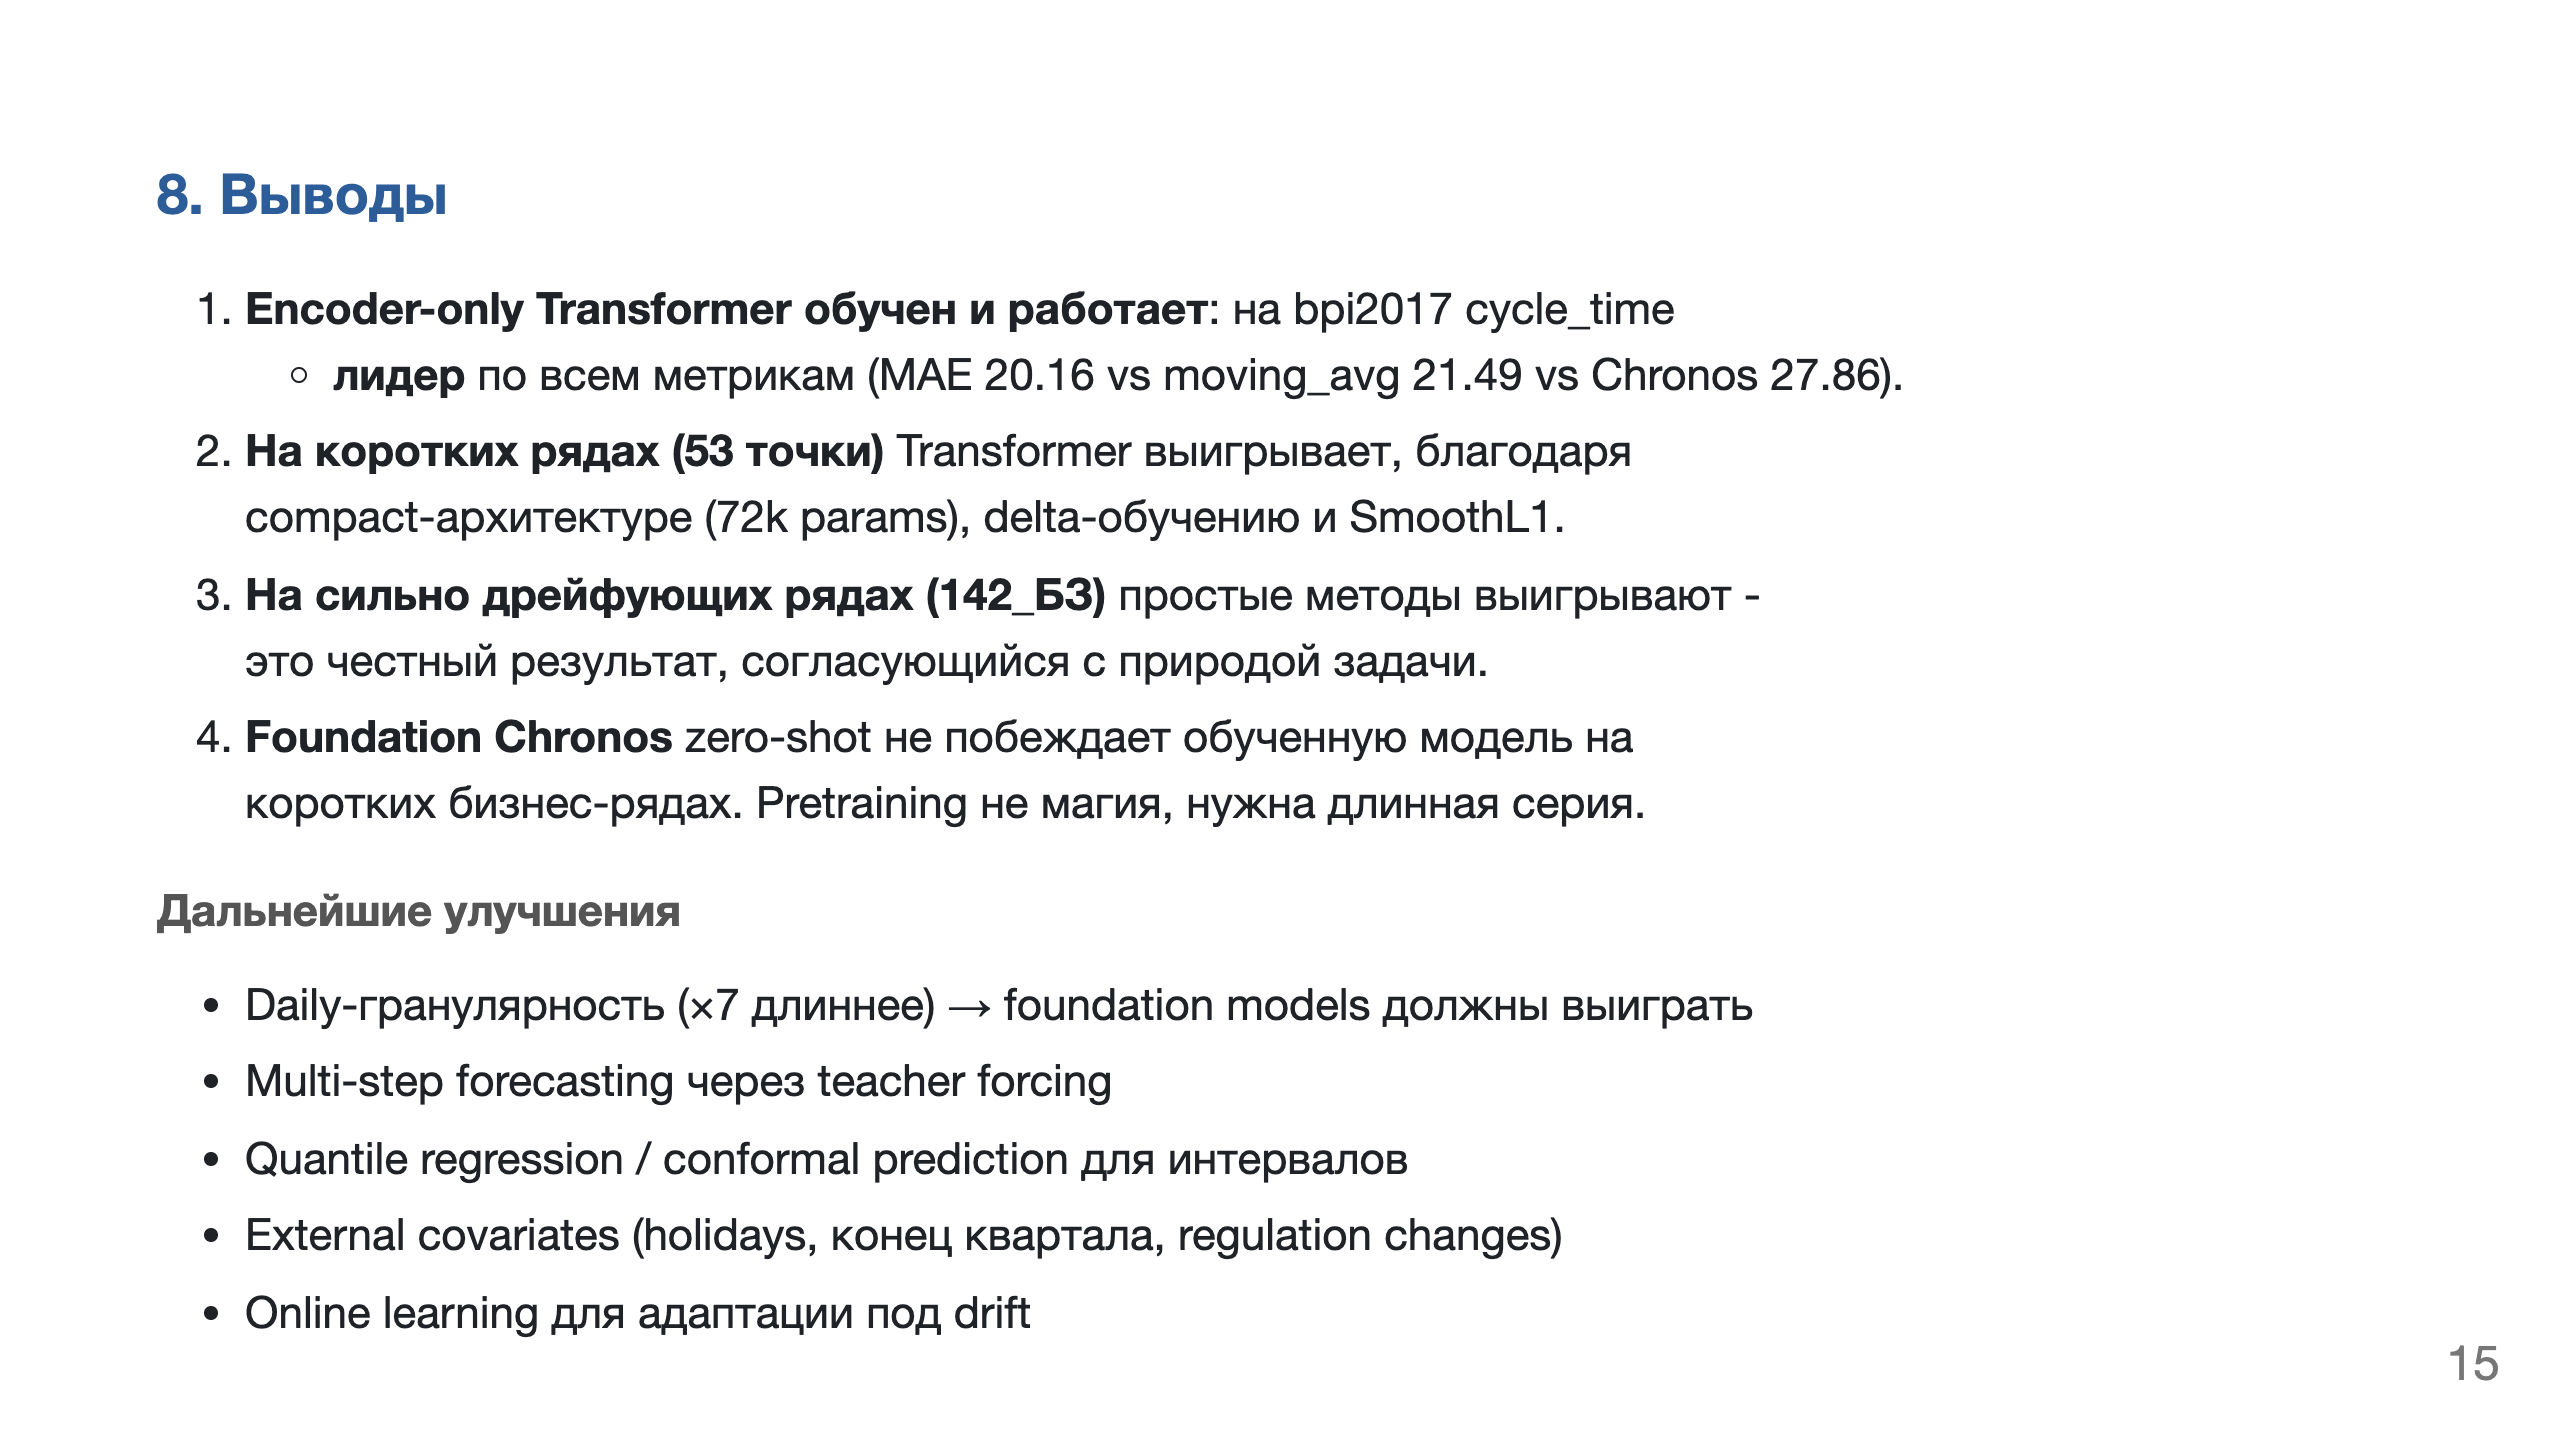 8. Выводы
1. Encoder-only Transformer обучен и работает: на bpi2017 cycle_time
○ лидер по всем метрикам (MAE 20.16 vs moving_avg 21.49 vs Chronos 27.86).
2. На коротких рядах (53 точки) Transformer выигрывает, благодаря
compact-архитектуре (72k params), delta-обучению и SmoothL1.
3. На сильно дрейфующих рядах (142_БЗ) простые методы выигрывают -
это честный результат, согласующийся с природой задачи.
4. Foundation Chronos zero-shot не побеждает обученную модель на
коротких бизнес-рядах. Pretraining не магия, нужна длинная серия.
Дальнейшие улучшения
• Daily-гранулярность (×7 длиннее) → foundation models должны выиграть
• Multi-step forecasting через teacher forcing
• Quantile regression / conformal prediction для интервалов
• External covariates (holidays, конец квартала, regulation changes)
• Online learning для адаптации под drift
15